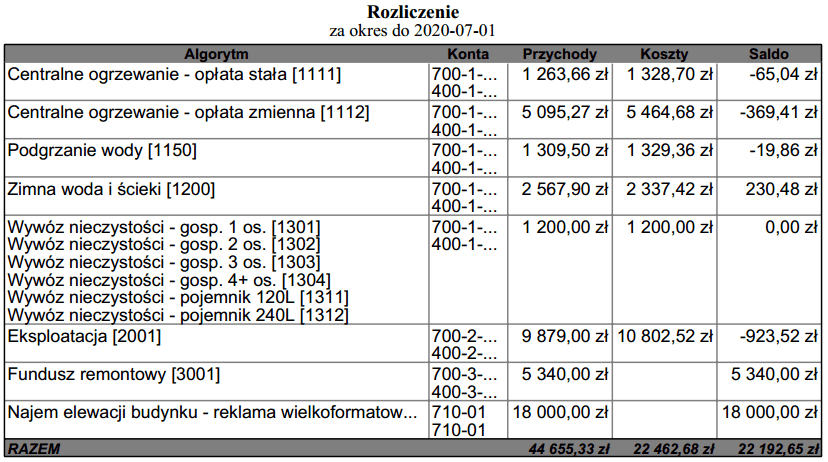 Rozliczenie
za okres do 2020-07-01
Algorytm Konta Przychody Koszty Saldo
Centralne ogrzewanie - opłata stała [1111] 700-1-... 1 263,66 zł 1 328,70 zł -65,04 zł
400-1-...
Centralne ogrzewanie - opłata zmienna [1112] 700-1-... 5 095,27 zł 5 464,68 zł -369,41 zł
400-1-...
Podgrzanie wody [1150] 700-1-... 1 309,50 zł 1 329,36 zł -19,86 zł
400-1-...
Zimna woda i ścieki [1200] 700-1-... 2 567,90 zł 2 337,42 zł 230,48 zł
400-1-...
Wywóz nieczystości - gosp. 1 os. [1301] 700-1-... 1 200,00 zł 1 200,00 zł 0,00 zł
Wywóz nieczystości - gosp. 2 os. [1302] 400-1-...
Wywóz nieczystości - gosp. 3 os. [1303]
Wywóz nieczystości - gosp. 4+ os. [1304]
Wywóz nieczystości - pojemnik 120L [1311]
Wywóz nieczystości - pojemnik 240L [1312]
Eksploatacja [2001] 700-2-... 9 879,00 zł 10 802,52 zł -923,52 zł
400-2-...
Fundusz remontowy [3001] 700-3-... 5 340,00 zł 5 340,00 zł
400-3-...
Najem elewacji budynku - reklama wielkoformatow... 710-01 18 000,00 zł 18 000,00 zł
710-01
RAZEM 44 655,33 zł 22 462,68 zł 22 192,65 zł